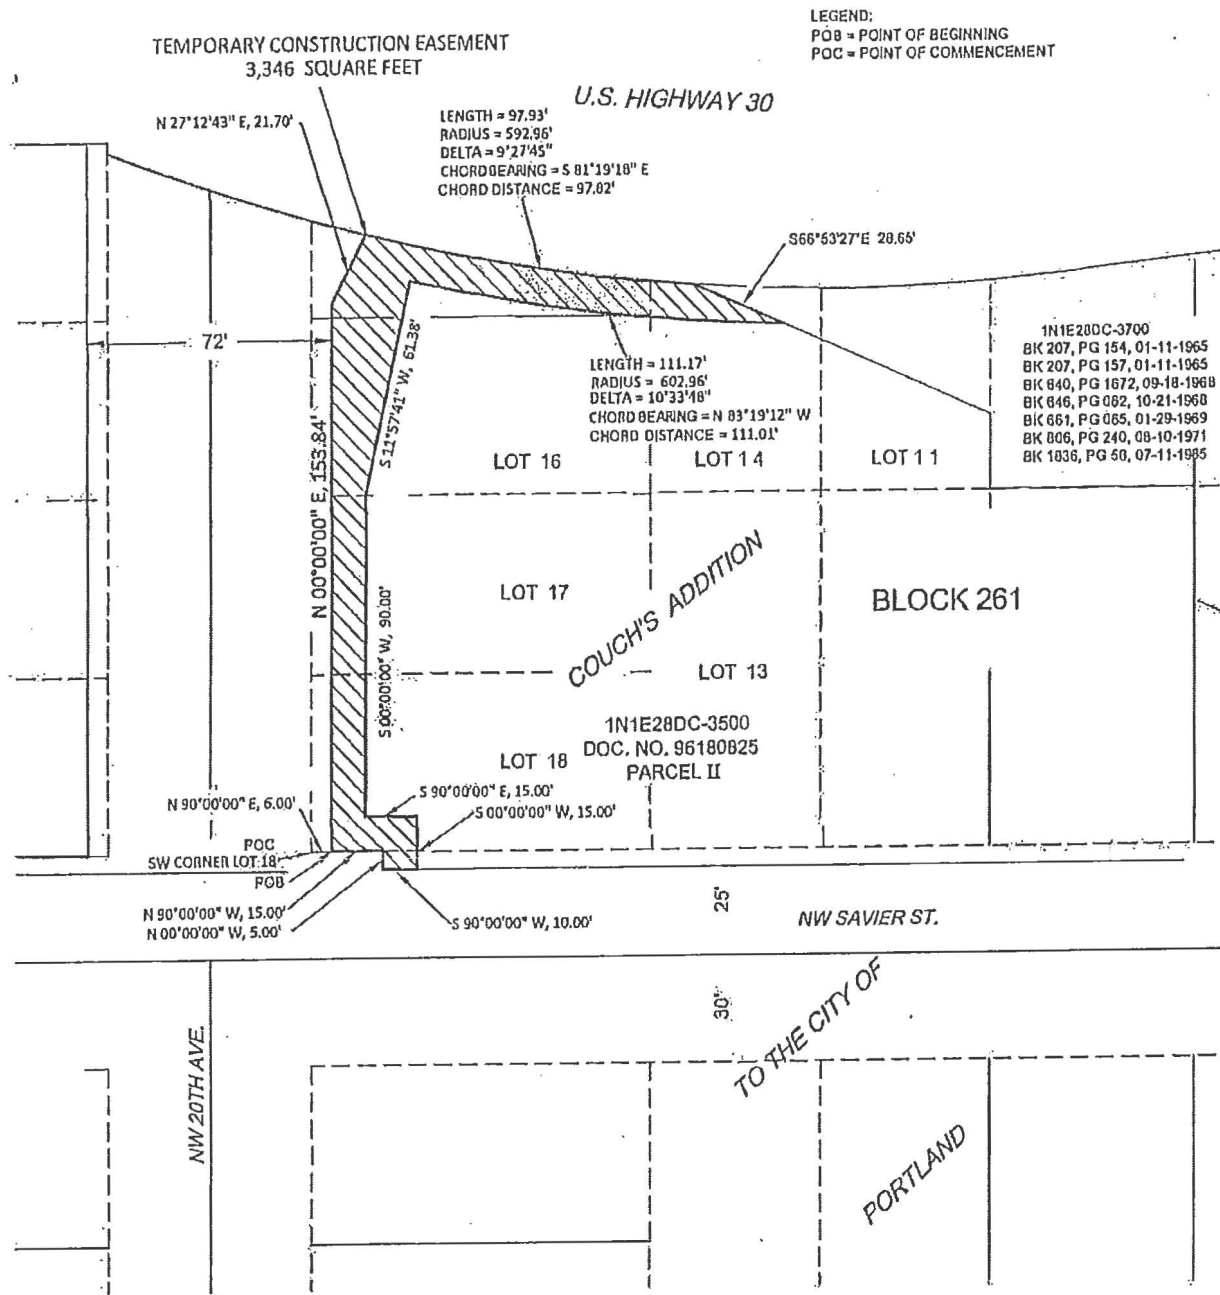 LEGEND:
POB = POINT OF BEGINNING
POC = POINT OF COMMENCEMENT
TEMPORARY CONSTRUCTION EASEMENT
3,346 SQUARE FEET
U.S. HIGHWAY 30
N 27°12'43" E, 21.70'
LENGTH = 97.93'
RADIUS = 592.96'
DELTA = 9°27'45"
CHORD BEARING = S 81°19'18" E
CHORD DISTANCE = 97.82'
S66°53'27"E 28.65'
72'
1N1E28DC-3700
BK 207, PG 154, 01-11-1965
BK 207, PG 157, 01-11-1965
BK 640, PG 1672, 09-18-1968
BK 646, PG 062, 10-21-1968
BK 661, PG 065, 01-29-1969
BK 806, PG 240, 08-10-1971
BK 1836, PG 50, 07-11-1985
LENGTH = 111.17'
RADIUS = 602.96'
DELTA = 10°33'48"
CHORD BEARING = N 83°19'12" W
CHORD DISTANCE = 111.01'
S 11°57'41" W, 61.38'
N 00°00'00" E, 153.84'
LOT 16
LOT 14
LOT 11
LOT 17
COUCH'S ADDITION
BLOCK 261
S 00°00'00" W, 90.00'
LOT 13
1N1E28DC-3500
DOC. NO. 96180825
PARCEL II
LOT 18
S 90°00'00" E, 15.00'
S 00°00'00" W, 15.00'
N 90°00'00" E, 6.00'
POC
SW CORNER LOT 18
POB
N 90°00'00" W, 15.00'
N 00°00'00" W, 5.00'
S 90°00'00" W, 10.00'
25'
NW SAVIER ST.
30'
TO THE CITY OF
PORTLAND
NW 20TH AVE.